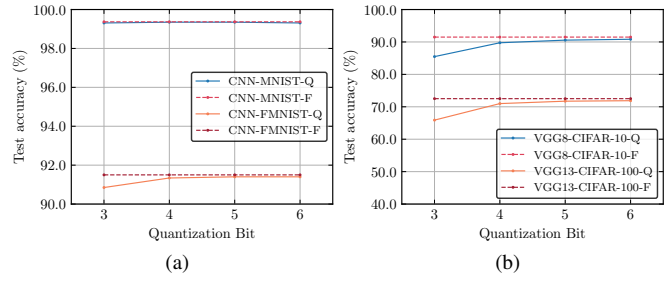 100.0
98.0
96.0
94.0
92.0
90.0
Test accuracy (%)
CNN-MNIST-Q
CNN-MNIST-F
CNN-FMNIST-Q
CNN-FMNIST-F
3 4 5 6
Quantization Bit
(a)
100.0
90.0
80.0
70.0
60.0
50.0
40.0
Test accuracy (%)
VGG8-CIFAR-10-Q
VGG8-CIFAR-10-F
VGG13-CIFAR-100-Q
VGG13-CIFAR-100-F
3 4 5 6
Quantization Bit
(b)